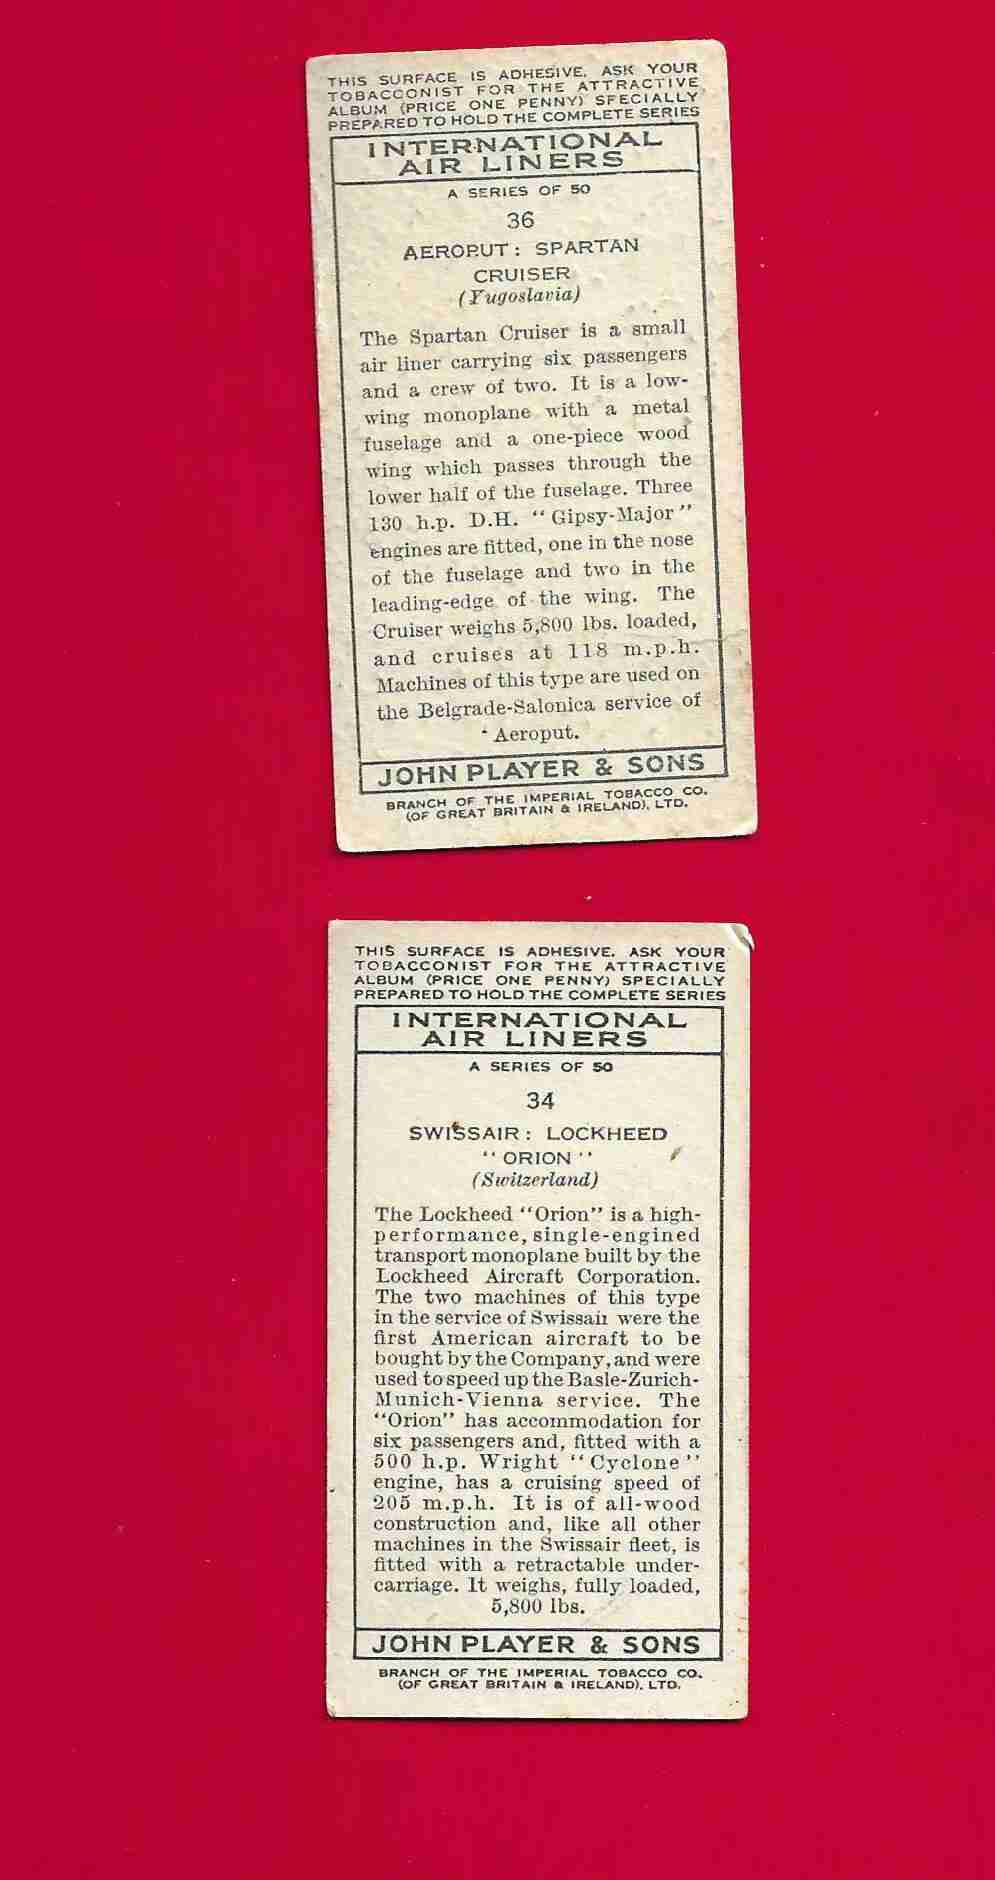 THIS SURFACE IS ADHESIVE. ASK YOUR
TOBACCONIST FOR THE ATTRACTIVE
ALBUM (PRICE ONE PENNY) SPECIALLY
PREPARED TO HOLD THE COMPLETE SERIES
INTERNATIONAL
AIR LINERS
A SERIES OF 50
36
AEROPUT: SPARTAN
CRUISER
(Yugoslavia)
The Spartan Cruiser is a small
air liner carrying six passengers
and a crew of two. It is a low-
wing monoplane with a metal
fuselage and a one-piece wood
wing which passes through the
lower half of the fuselage. Three
130 h.p. D.H. "Gipsy-Major"
engines are fitted, one in the nose
of the fuselage and two in the
leading-edge of the wing. The
Cruiser weighs 5,800 lbs. loaded,
and cruises at 118 m.p.h.
Machines of this type are used on
the Belgrade-Salonica service of
Aeroput.
JOHN PLAYER & SONS
BRANCH OF THE IMPERIAL TOBACCO CO.
(OF GREAT BRITAIN & IRELAND), LTD.
THIS SURFACE IS ADHESIVE. ASK YOUR
TOBACCONIST FOR THE ATTRACTIVE
ALBUM (PRICE ONE PENNY) SPECIALLY
PREPARED TO HOLD THE COMPLETE SERIES
INTERNATIONAL
AIR LINERS
A SERIES OF 50
34
SWISSAIR: LOCKHEED
"ORION"
(Switzerland)
The Lockheed "Orion" is a high-
performance, single-engined
transport monoplane built by the
Lockheed Aircraft Corporation.
The two machines of this type
in the service of Swissair were the
first American aircraft to be
bought by the Company, and were
used to speed up the Basle-Zurich-
Munich-Vienna service. The
"Orion" has accommodation for
six passengers and, fitted with a
500 h.p. Wright "Cyclone"
engine, has a cruising speed of
205 m.p.h. It is of all-wood
construction and, like all other
machines in the Swissair fleet, is
fitted with a retractable under-
carriage. It weighs, fully loaded,
5,800 lbs.
JOHN PLAYER & SONS
BRANCH OF THE IMPERIAL TOBACCO CO.
(OF GREAT BRITAIN & IRELAND), LTD.